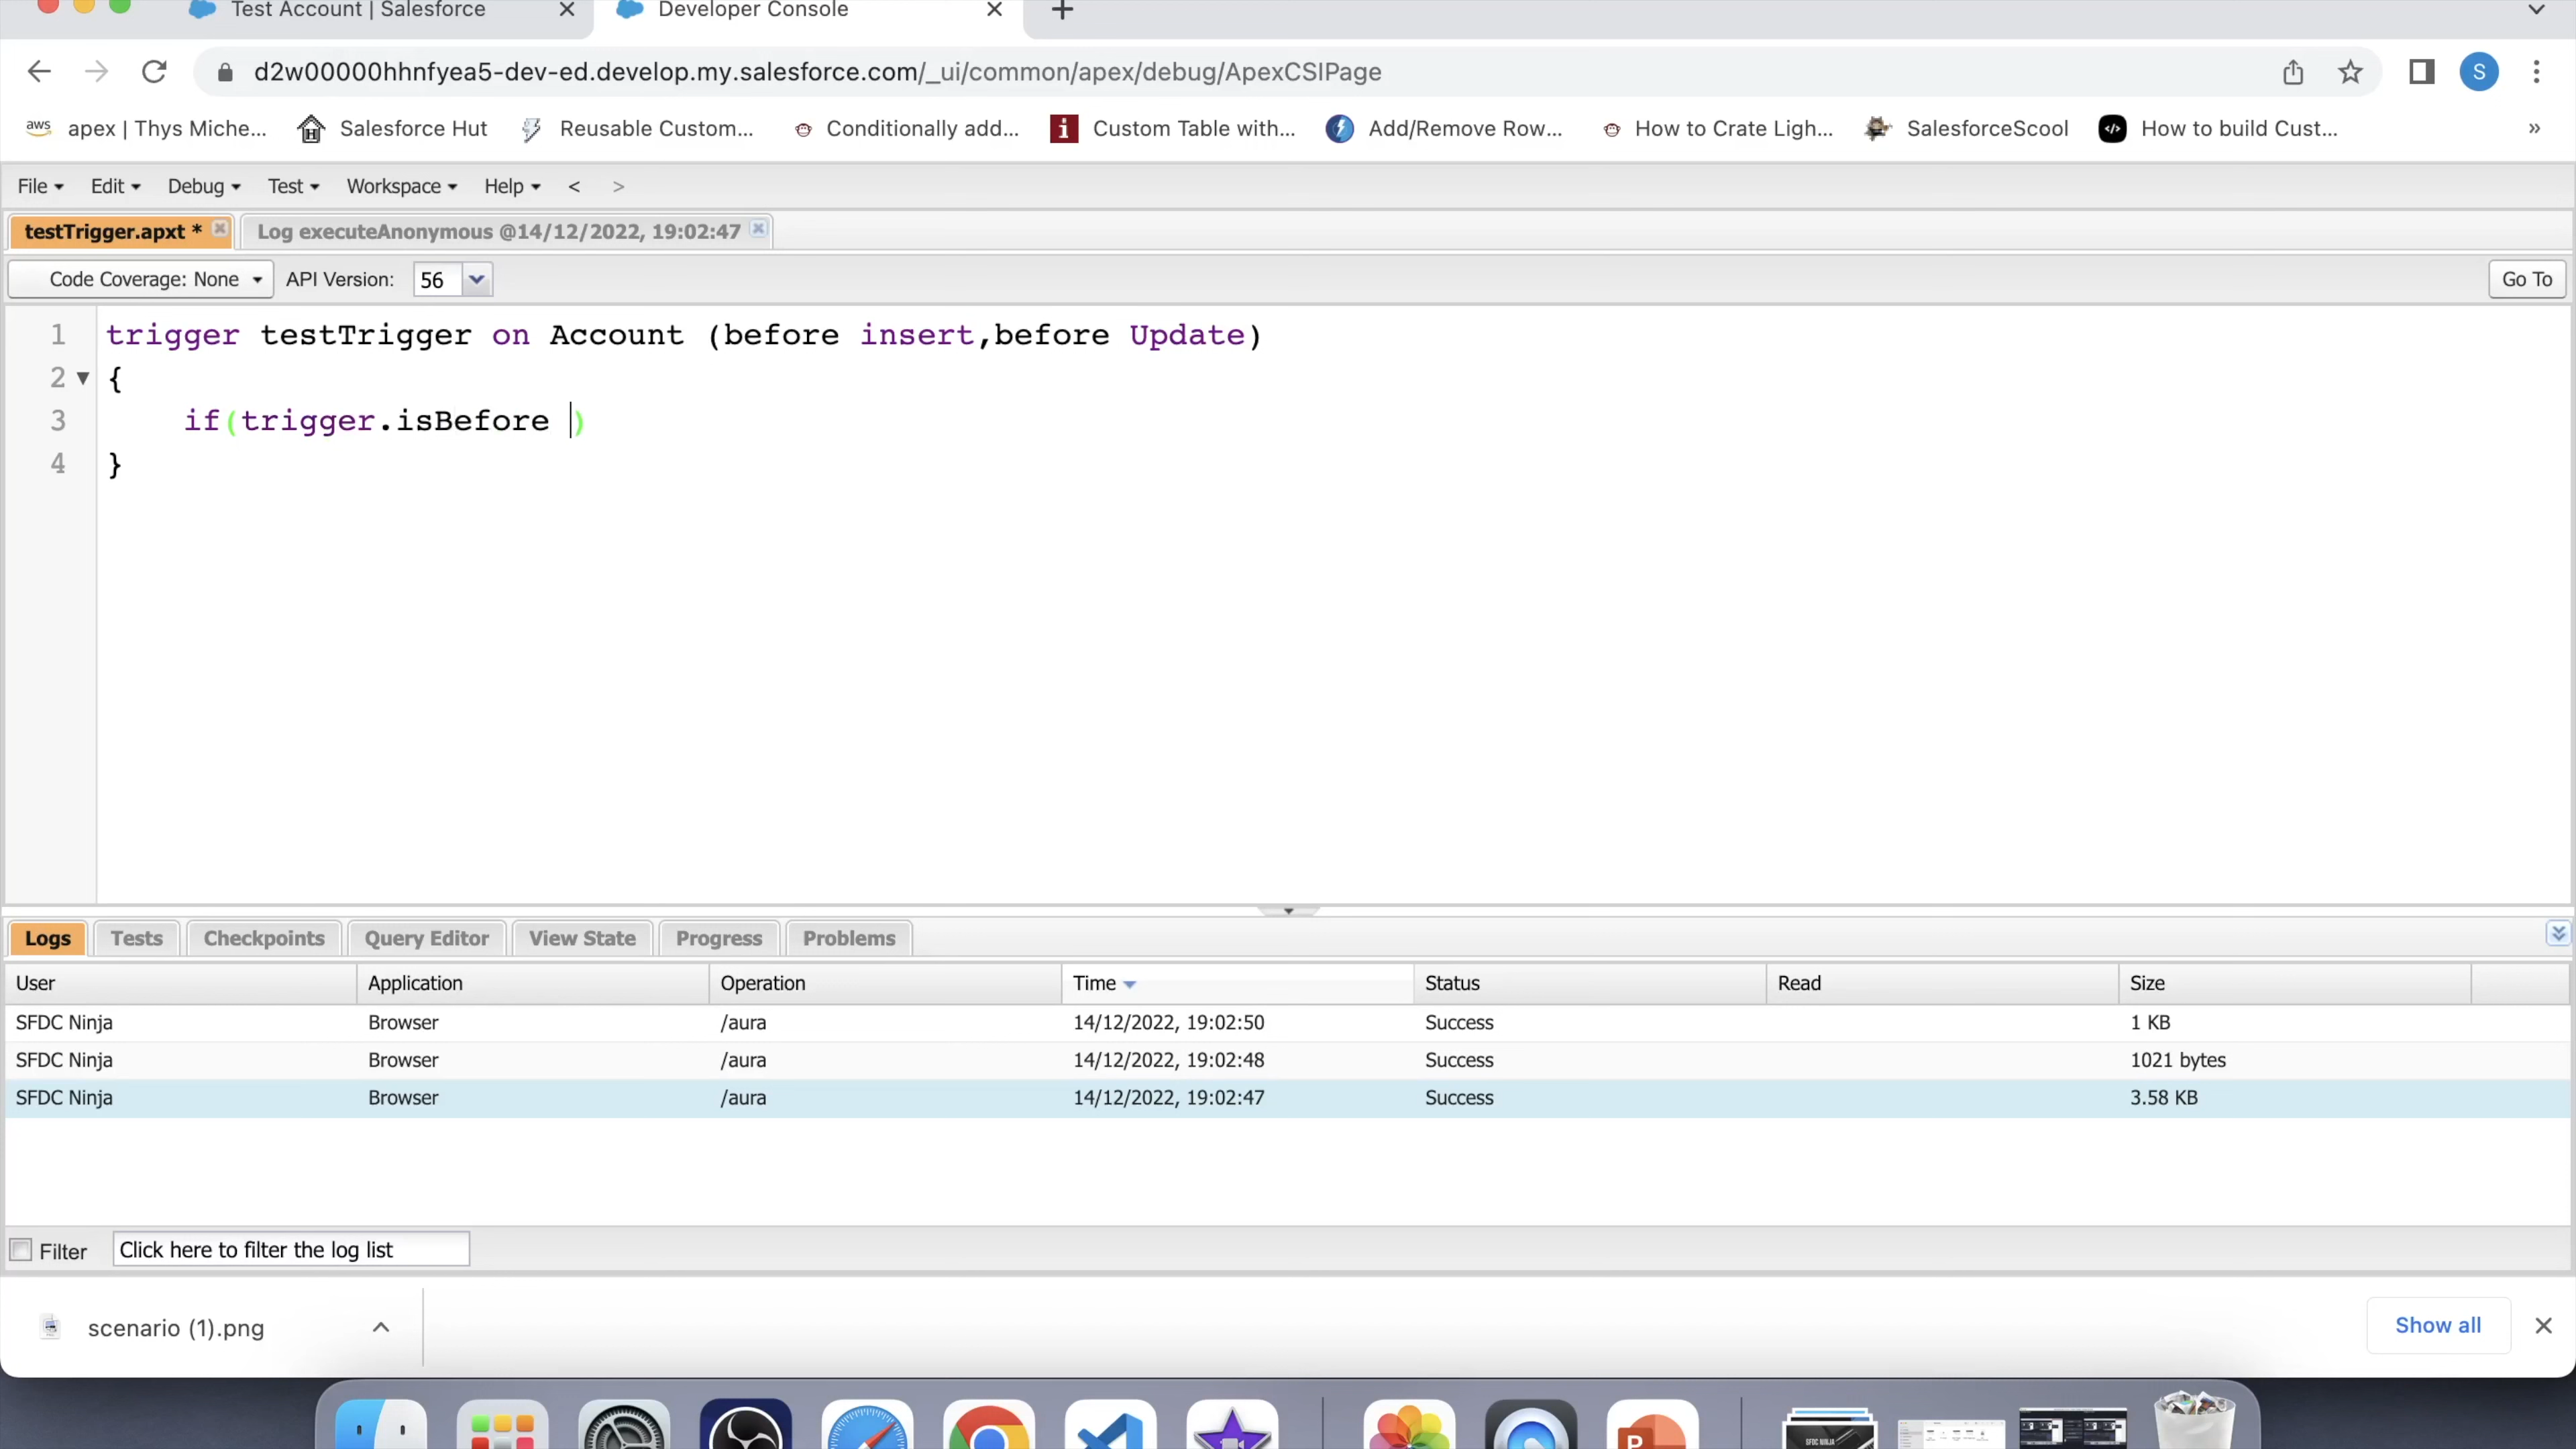 Test Account | Salesforce
Developer Console
d2w00000hhnfyea5-dev-ed.develop.my.salesforce.com/_ui/common/apex/debug/ApexCSIPage
S
aws apex | Thys Miche...
Salesforce Hut
Reusable Custom...
Conditionally add...
Custom Table with...
Add/Remove Row...
How to Crate Ligh...
SalesforceScool
How to build Cust...
»
File Edit Debug Test Workspace Help < >
testTrigger.apxt *
Log executeAnonymous @14/12/2022, 19:02:47
Code Coverage: None API Version: 56 Go To
1 trigger testTrigger on Account (before insert,before Update)
2 {
3 if(trigger.isBefore )
4 }
Logs Tests Checkpoints Query Editor View State Progress Problems
User Application Operation Time Status Read Size
SFDC Ninja Browser /aura 14/12/2022, 19:02:50 Success 1 KB
SFDC Ninja Browser /aura 14/12/2022, 19:02:48 Success 1021 bytes
SFDC Ninja Browser /aura 14/12/2022, 19:02:47 Success 3.58 KB
Filter Click here to filter the log list
scenario (1).png
Show all
P
SFDC NINJA